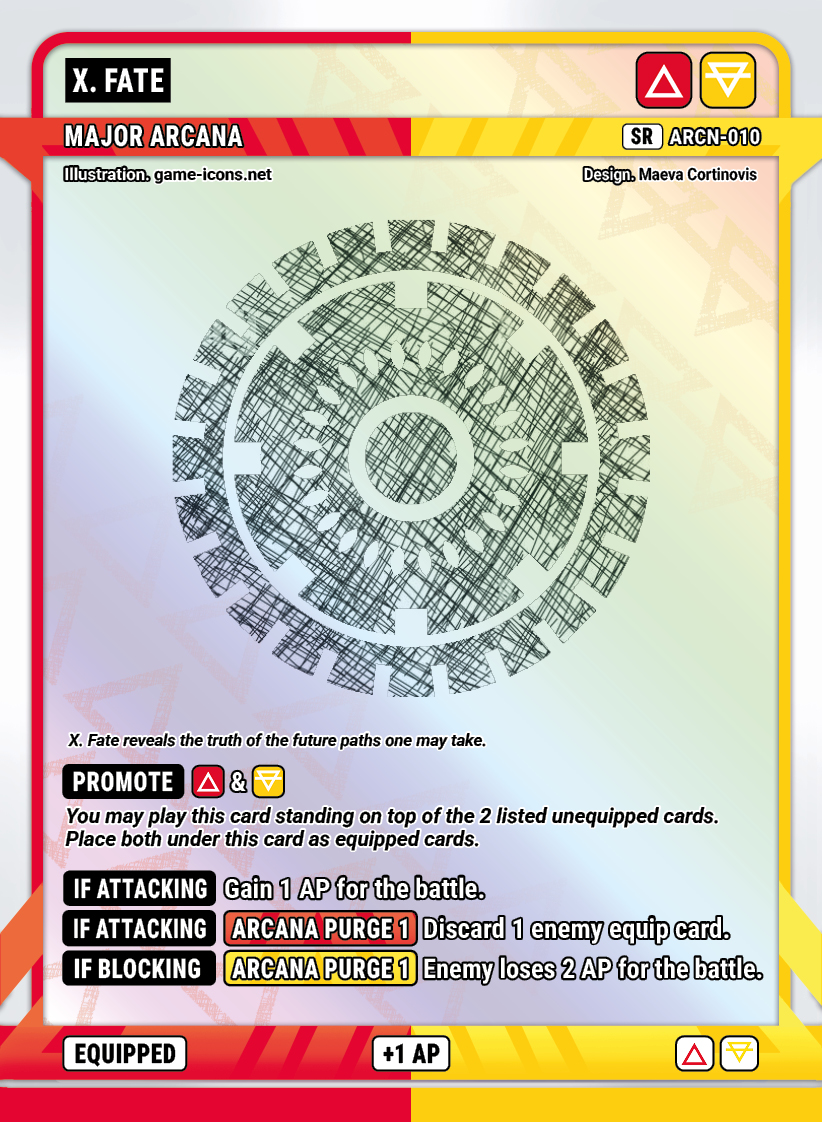 X. FATE
MAJOR ARCANA
SR ARCN-010
Illustration. game-icons.net
Design. Maeva Cortinovis
X. Fate reveals the truth of the future paths one may take.
PROMOTE &
You may play this card standing on top of the 2 listed unequipped cards.
Place both under this card as equipped cards.
IF ATTACKING Gain 1 AP for the battle.
IF ATTACKING ARCANA PURGE 1 Discard 1 enemy equip card.
IF BLOCKING ARCANA PURGE 1 Enemy loses 2 AP for the battle.
EQUIPPED +1 AP